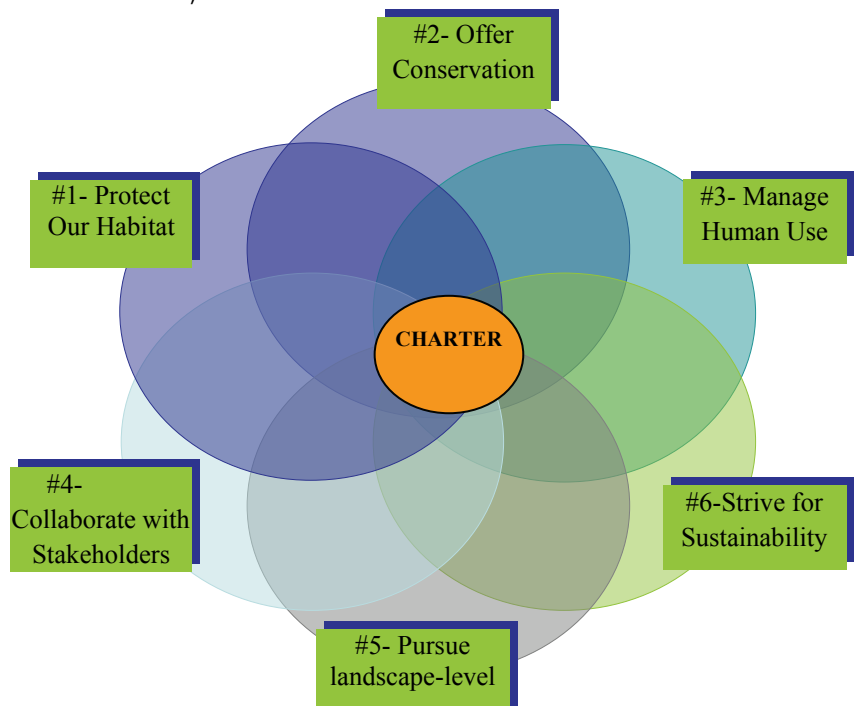 #2- Offer
Conservation
#1- Protect
Our Habitat
#3- Manage
Human Use
CHARTER
#4-
Collaborate with
Stakeholders
#6-Strive for
Sustainability
#5- Pursue
landscape-level